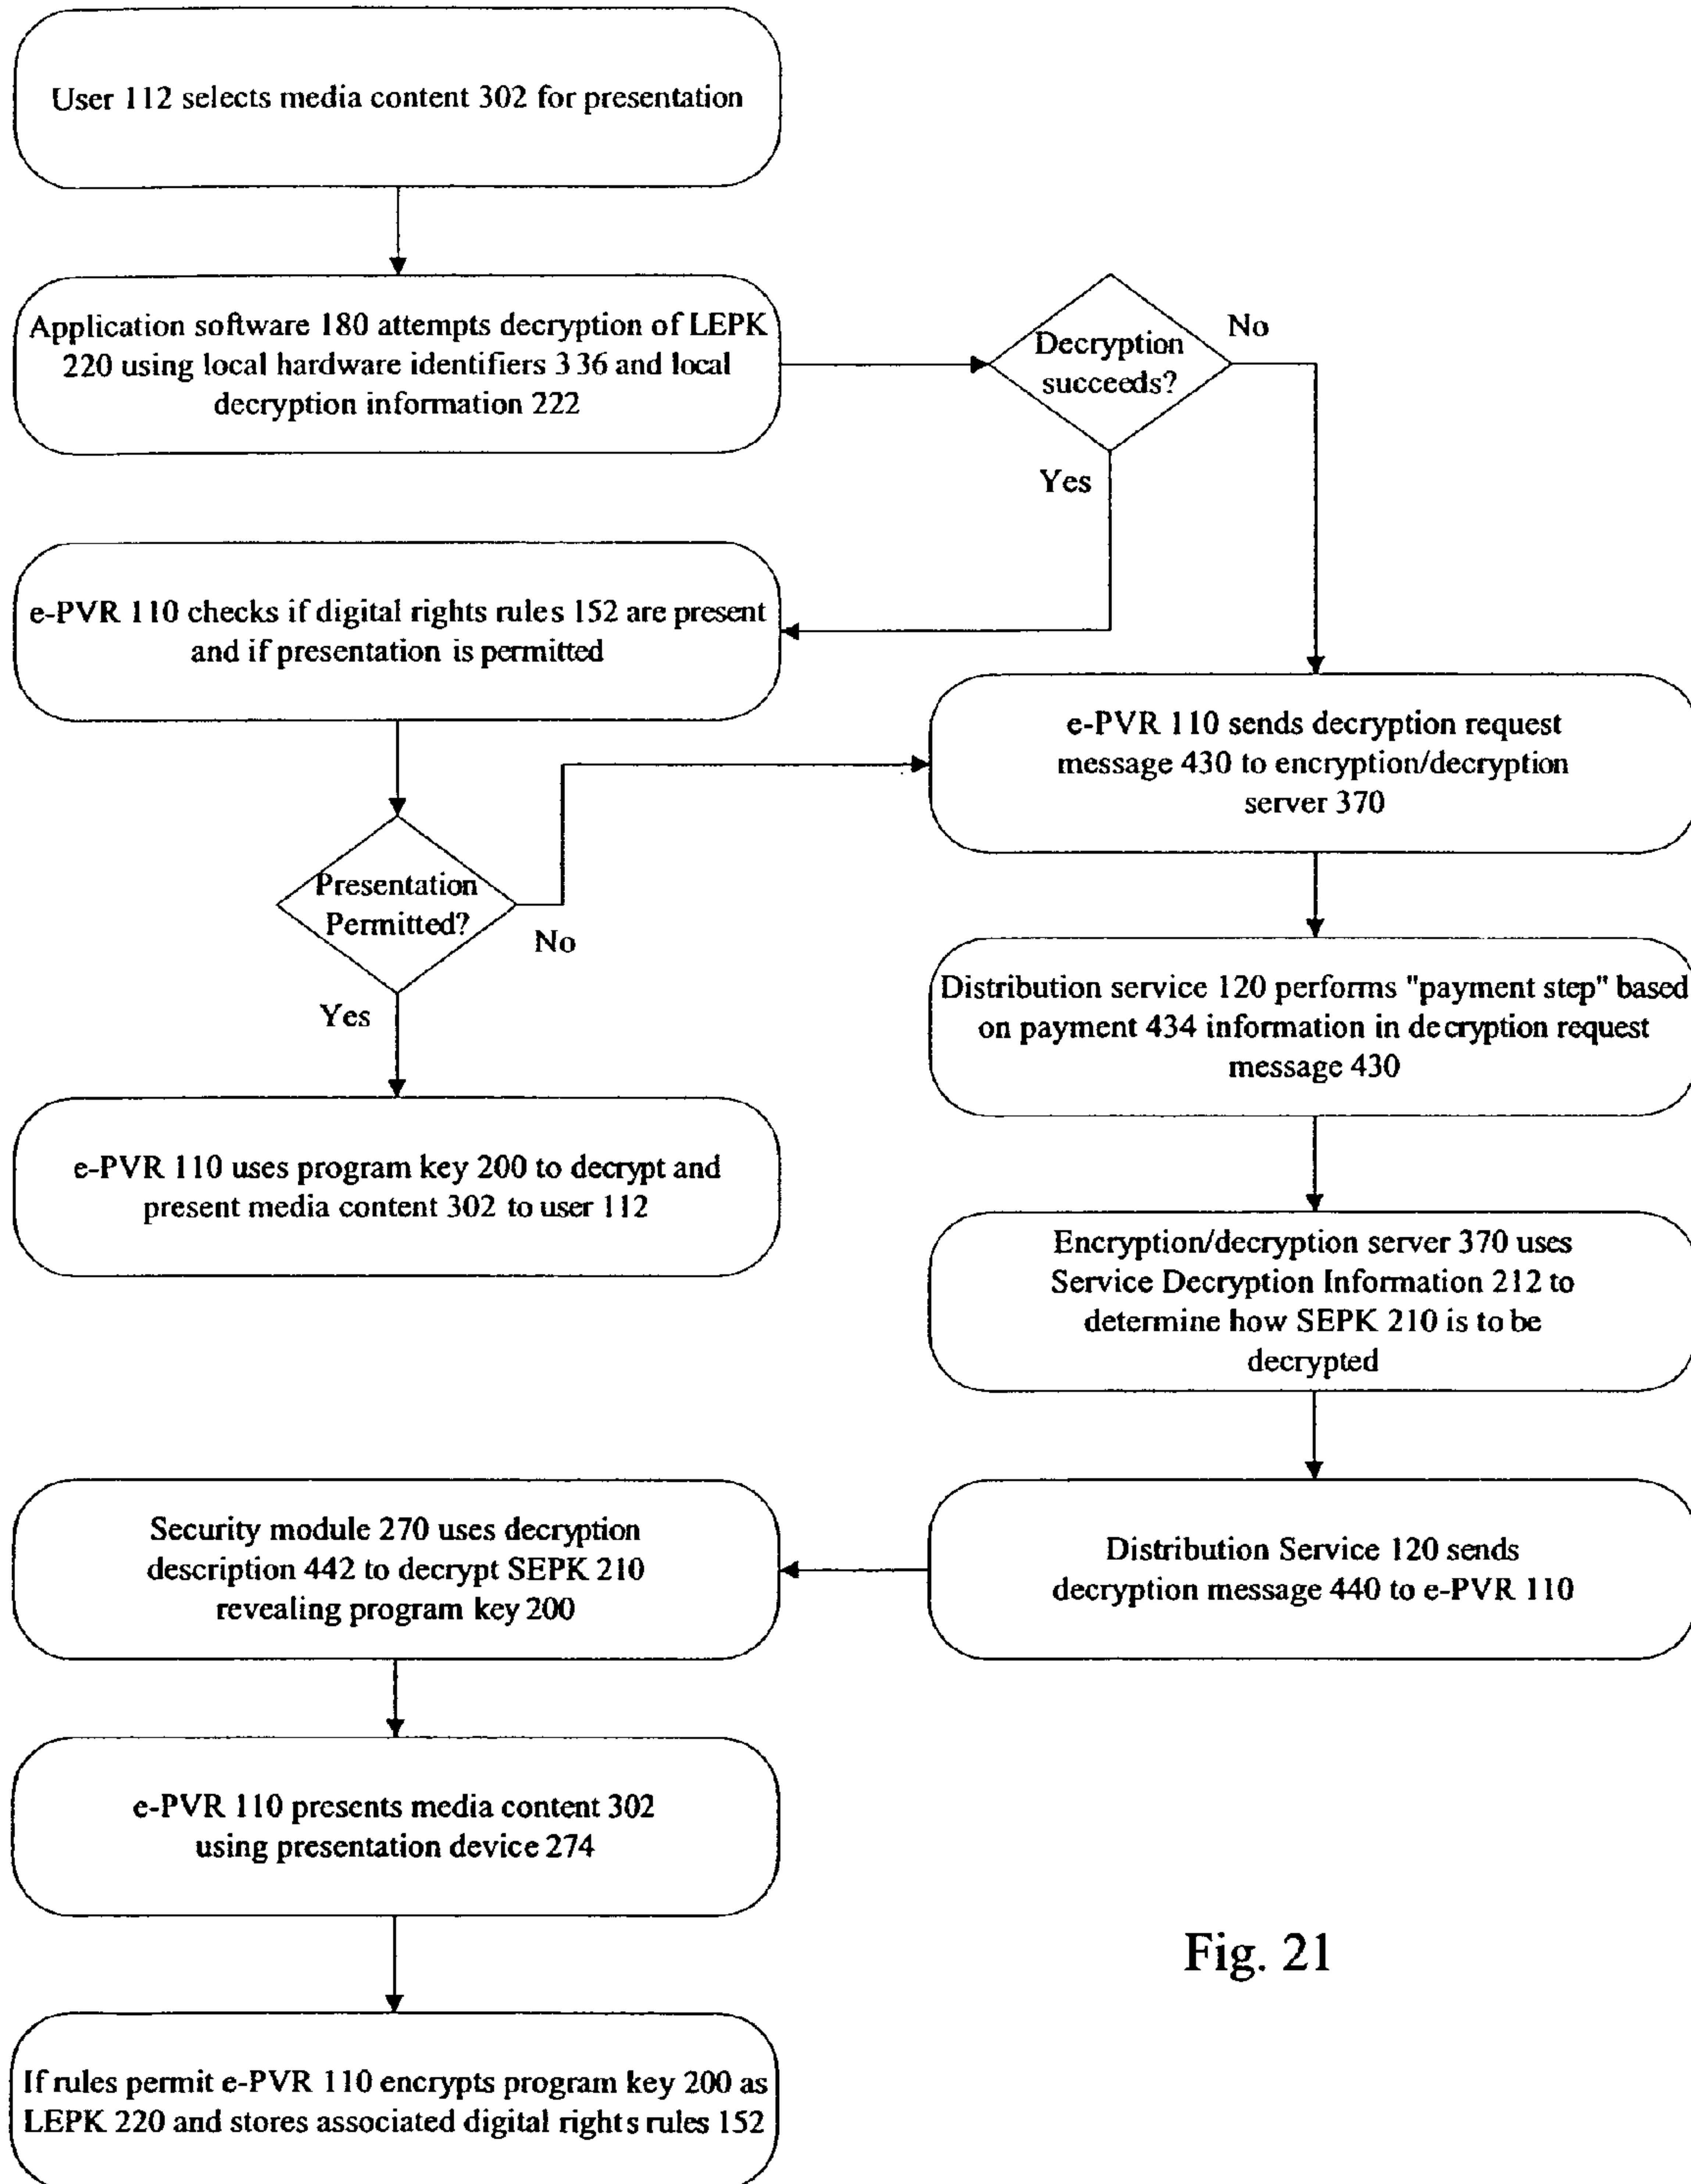 User 112 selects media content 302 for presentation
Application software 180 attempts decryption of LEPK
220 using local hardware identifiers 336 and local
decryption information 222
Decryption
succeeds?
No
Yes
e-PVR 110 checks if digital rights rules 152 are present
and if presentation is permitted
e-PVR 110 sends decryption request
message 430 to encryption/decryption
server 370
Presentation
Permitted?
No
Yes
Distribution service 120 performs "payment step" based
on payment 434 information in decryption request
message 430
e-PVR 110 uses program key 200 to decrypt and
present media content 302 to user 112
Encryption/decryption server 370 uses
Service Decryption Information 212 to
determine how SEPK 210 is to be
decrypted
Distribution Service 120 sends
decryption message 440 to e-PVR 110
Security module 270 uses decryption
description 442 to decrypt SEPK 210
revealing program key 200
e-PVR 110 presents media content 302
using presentation device 274
If rules permit e-PVR 110 encrypts program key 200 as
LEPK 220 and stores associated digital rights rules 152
Fig. 21